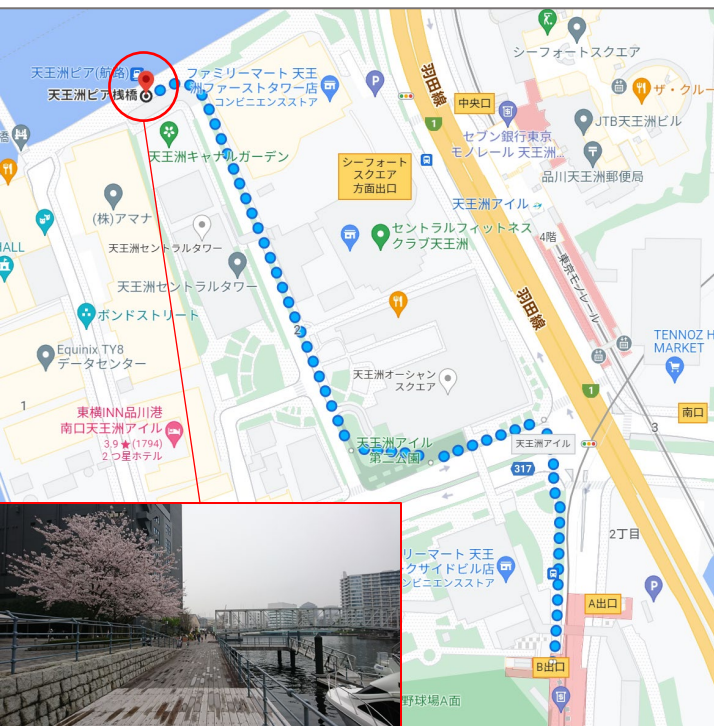 シーフォートスクエア
天王洲ピア(航路)
ファミリーマート 天王
洲ファーストタワー店
コンビニエンスストア
天王洲ピア桟橋
P
羽田線
1
中央口
ザ・クルー
JTB天王洲ビル
セブン銀行東京
モノレール 天王洲...
品川天王洲郵便局
天王洲キャナルガーデン
シーフォート
スクエア
方面出口
(株)アマナ
天王洲アイル
セントラルフィットネス
クラブ天王洲
4階
東京モノレール
HALL
天王洲セントラルタワー
天王洲セントラルタワー
羽田線
ボンドストリート
2
TENNOZ H
MARKET
Equinix TY8
データセンター
天王洲オーシャン
スクエア
1
1
東横INN品川港
南口天王洲アイル
3.9★(1794)
2つ星ホテル
南口
3
天王洲アイル
第二公園
天王洲アイル
317
2丁目
リーマート 天王
クサイドビル店
ンビニエンスストア
P
A出口
B出口
野球場A面